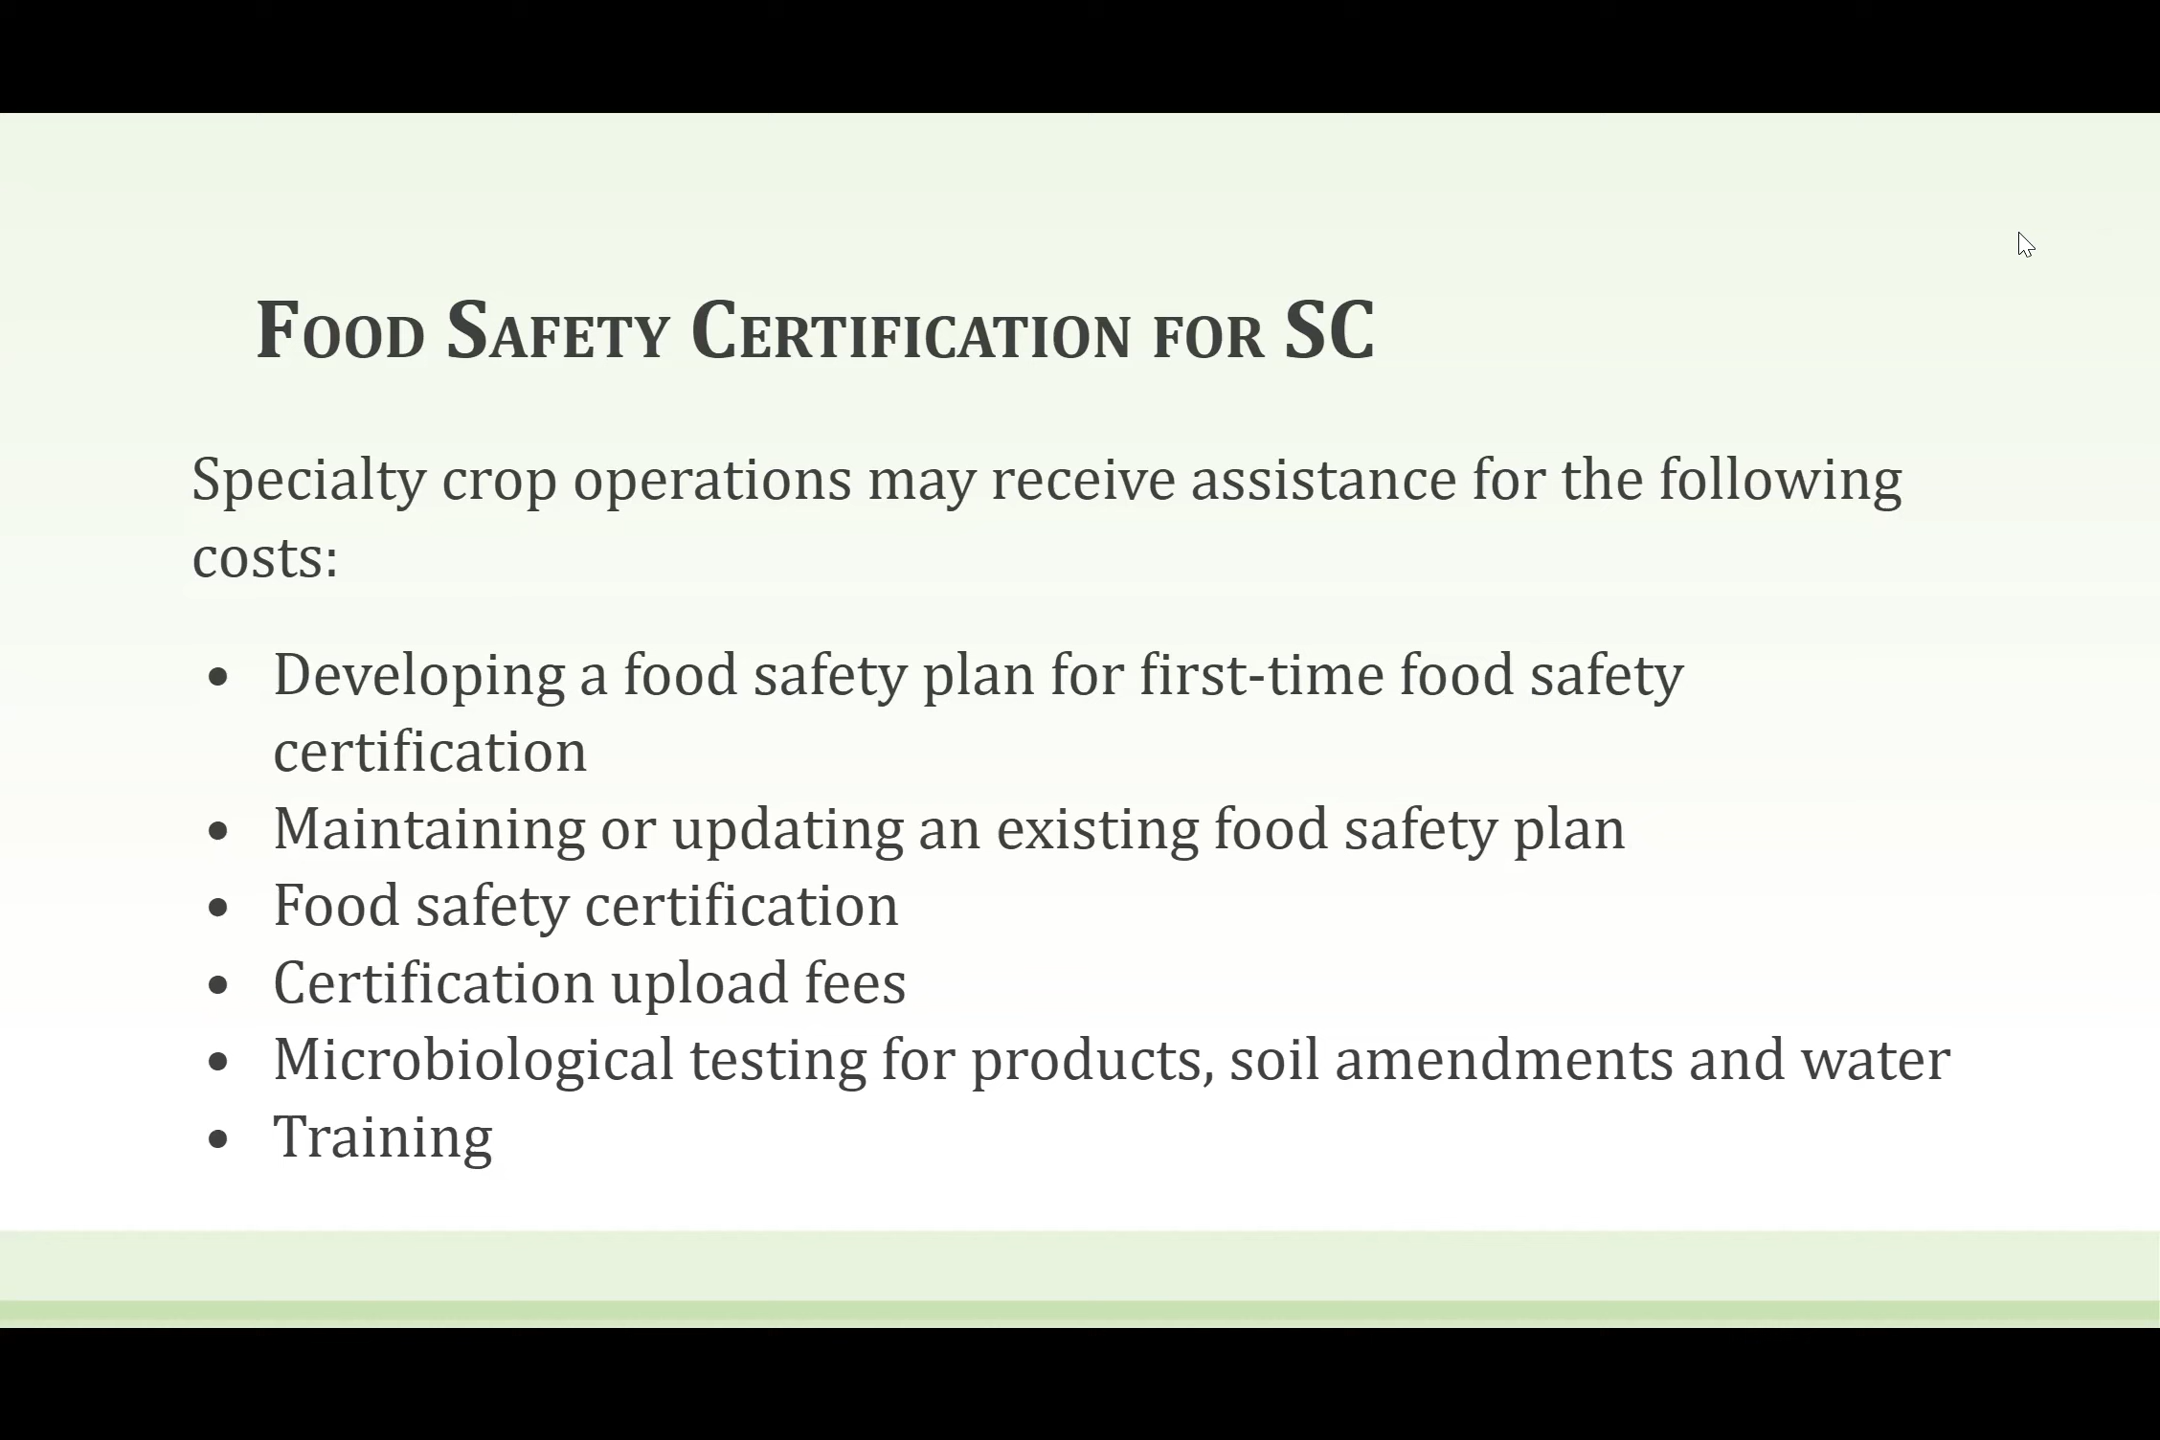 Food Safety Certification for SC
Specialty crop operations may receive assistance for the following
costs:
• Developing a food safety plan for first-time food safety
certification
• Maintaining or updating an existing food safety plan
• Food safety certification
• Certification upload fees
• Microbiological testing for products, soil amendments and water
• Training